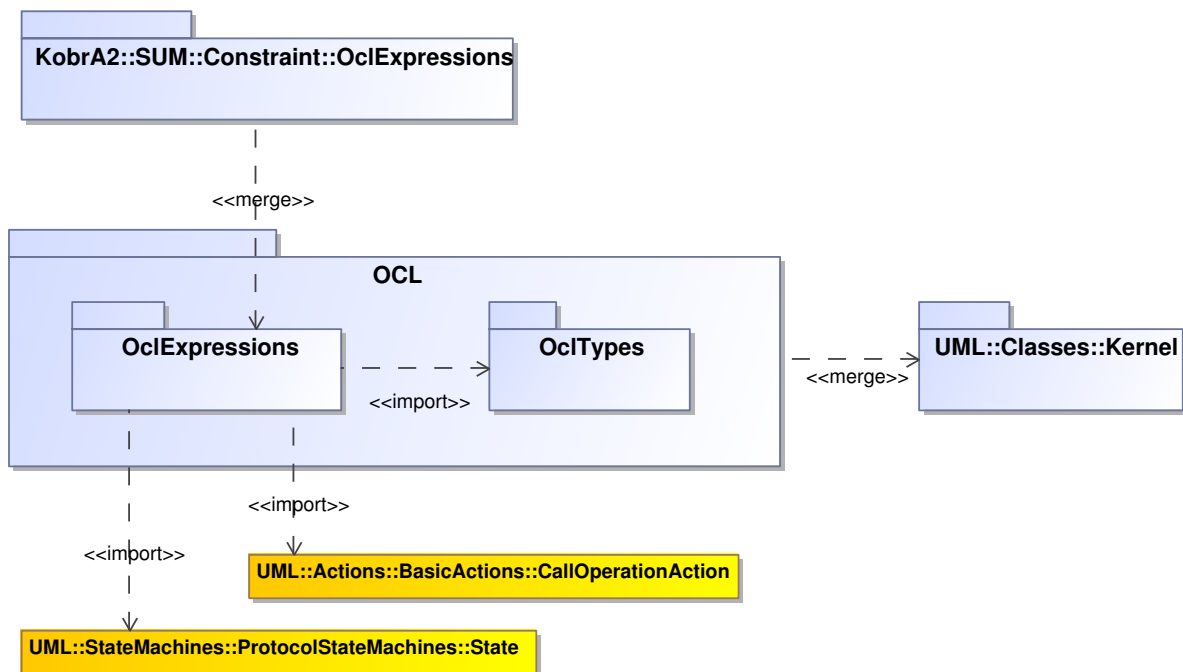 KobrA2::SUM::Constraint::OclExpressions
<<merge>>
OCL
OclExpressions
OclTypes
UML::Classes::Kernel
<<import>>
<<merge>>
<<import>>
<<import>>
UML::Actions::BasicActions::CallOperationAction
UML::StateMachines::ProtocolStateMachines::State